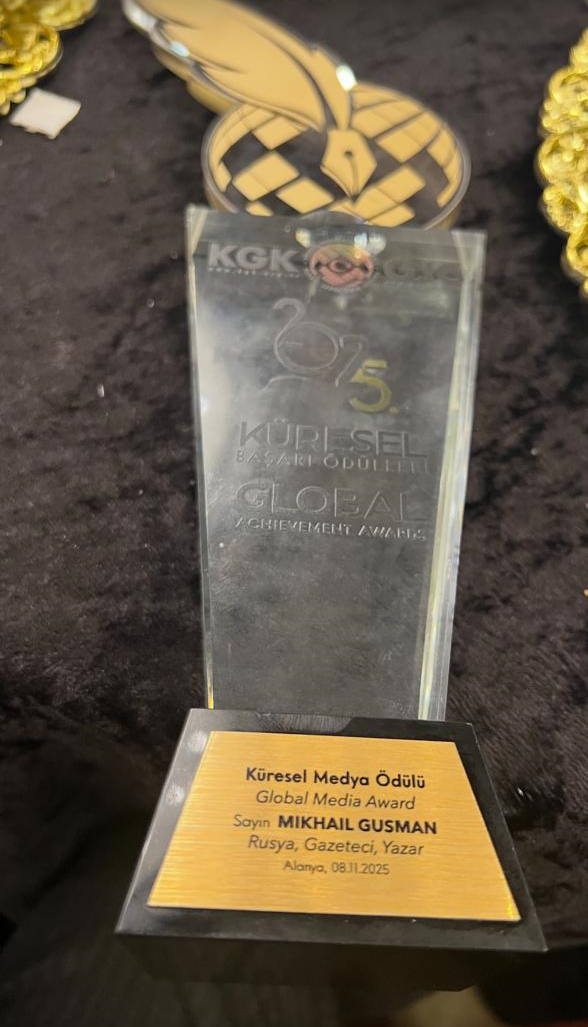 KGK
2025
KÜRESEL
BAŞARI ÖDÜLLERİ
GLOBAL
ACHIEVEMENT AWARDS
Küresel Medya Ödülü
Global Media Award
Sayın MIKHAIL GUSMAN
Rusya, Gazeteci, Yazar
Alanya, 08.11.2025